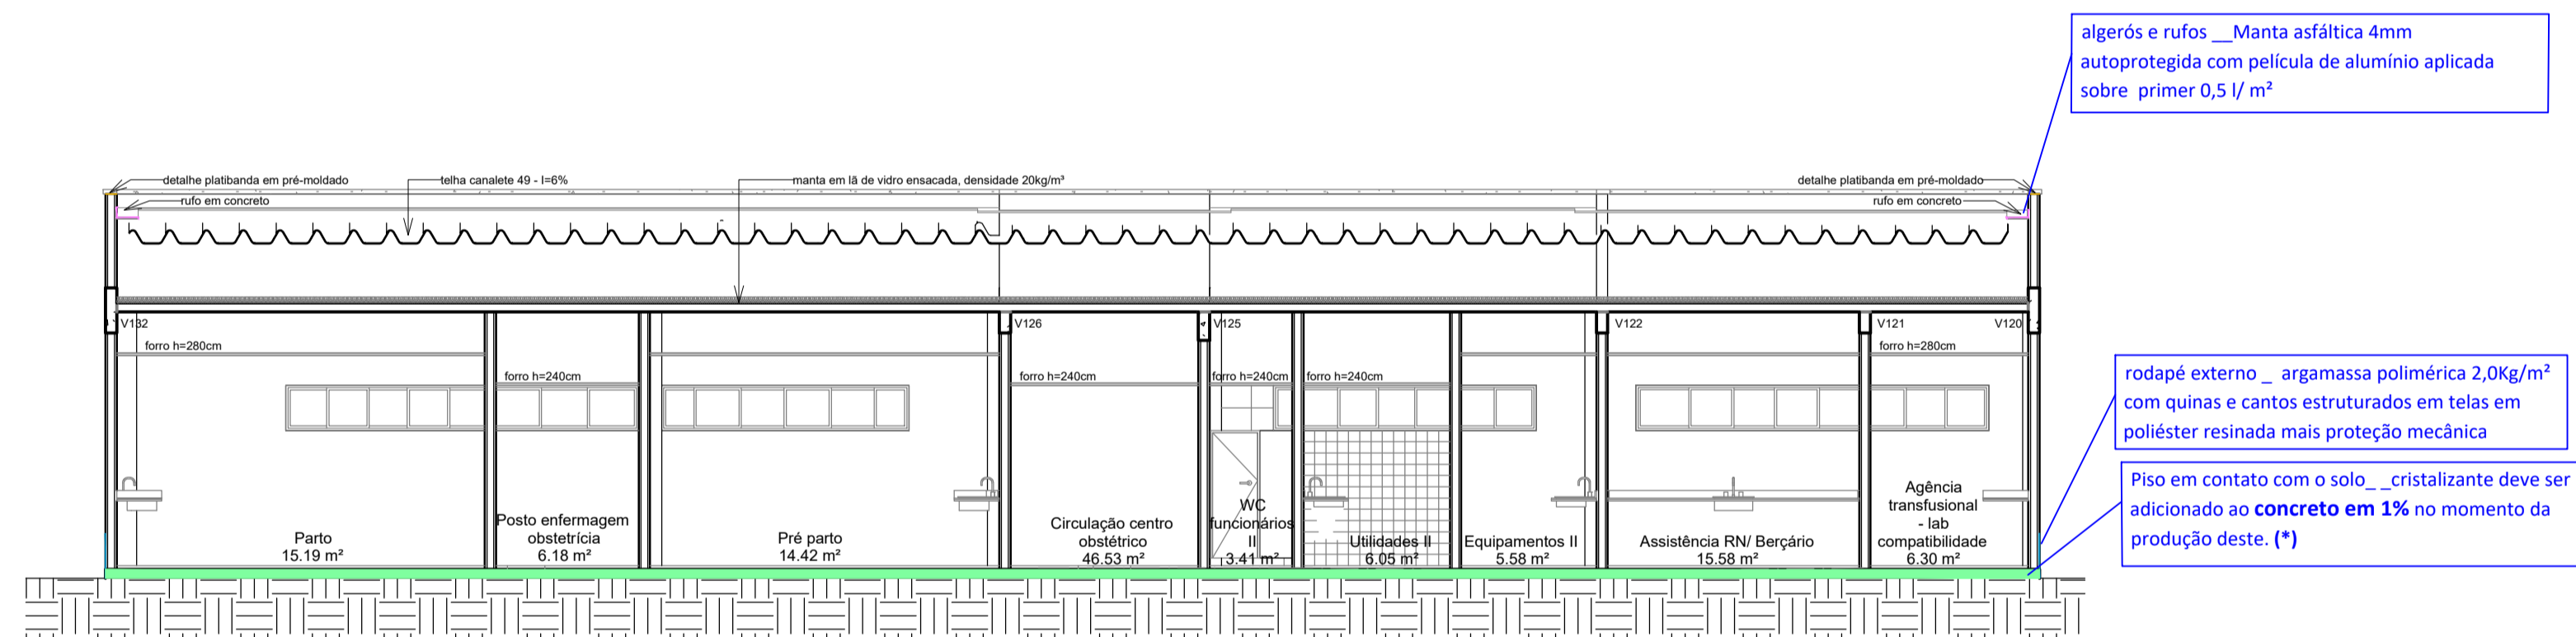 algerós e rufos __Manta asfáltica 4mm
autoprotegida com película de alumínio aplicada
sobre primer 0,5 l/ m²
detalhe platibanda em pré-moldado
telha canalete 49 - I=6%
manta em lã de vidro ensacada, densidade 20kg/m³
detalhe platibanda em pré-moldado
rufo em concreto
rufo em concreto
V132
V126
V125
V122
V121
V120
forro h=280cm
forro h=280cm
forro h=240cm
forro h=240cm
forro h=240cm
forro h=240cm
rodapé externo _ argamassa polimérica 2,0Kg/m²
com quinas e cantos estruturados em telas em
poliéster resinada mais proteção mecânica
Piso em contato com o solo_ _cristalizante deve ser
adicionado ao concreto em 1% no momento da
produção deste. (*)
Parto
15.19 m²
Posto enfermagem
obstetrícia
6.18 m²
Pré parto
14.42 m²
Circulação centro
obstétrico
46.53 m²
WC
funcionários
II
3.41 m²
Utilidades II
6.05 m²
Equipamentos II
5.58 m²
Assistência RN/ Berçário
15.58 m²
Agência
transfusional
- lab
compatibilidade
6.30 m²